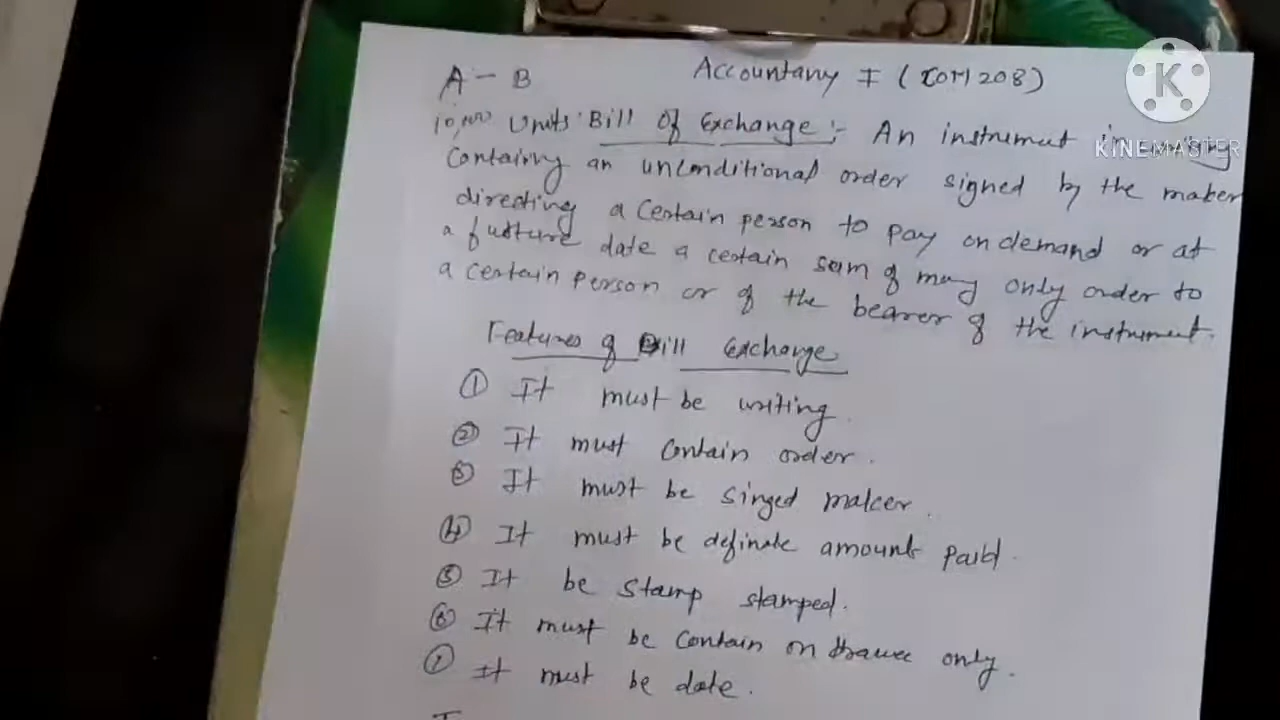 A - B Accountany I (COM 208)
10,000 Units Bill Of Exchange :- An instrument in writing
Containing an unconditional order signed by the maker
directing a Certain person to pay on demand or at
a futture date a certain sum of money only order to
a certain person or of the bearer of the instrument.
Features of Bill Exchange
① It must be writing.
② It must contain order.
③ It must be singed maker.
④ It must be definate amounts paid.
⑤ It be stamp stamped.
⑥ It must be contain on drawee only.
⑦ It must be date.
K
KINEMASTER